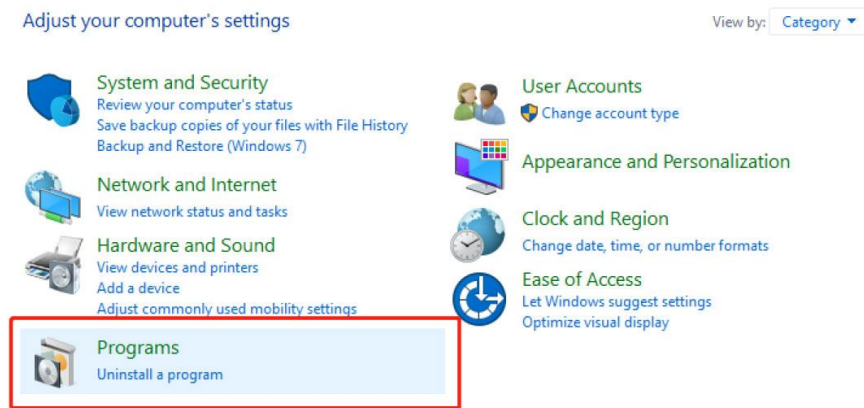 Adjust your computer's settings
View by: Category
System and Security
Review your computer's status
Save backup copies of your files with File History
Backup and Restore (Windows 7)
Network and Internet
View network status and tasks
Hardware and Sound
View devices and printers
Add a device
Adjust commonly used mobility settings
Programs
Uninstall a program
User Accounts
Change account type
Appearance and Personalization
Clock and Region
Change date, time, or number formats
Ease of Access
Let Windows suggest settings
Optimize visual display